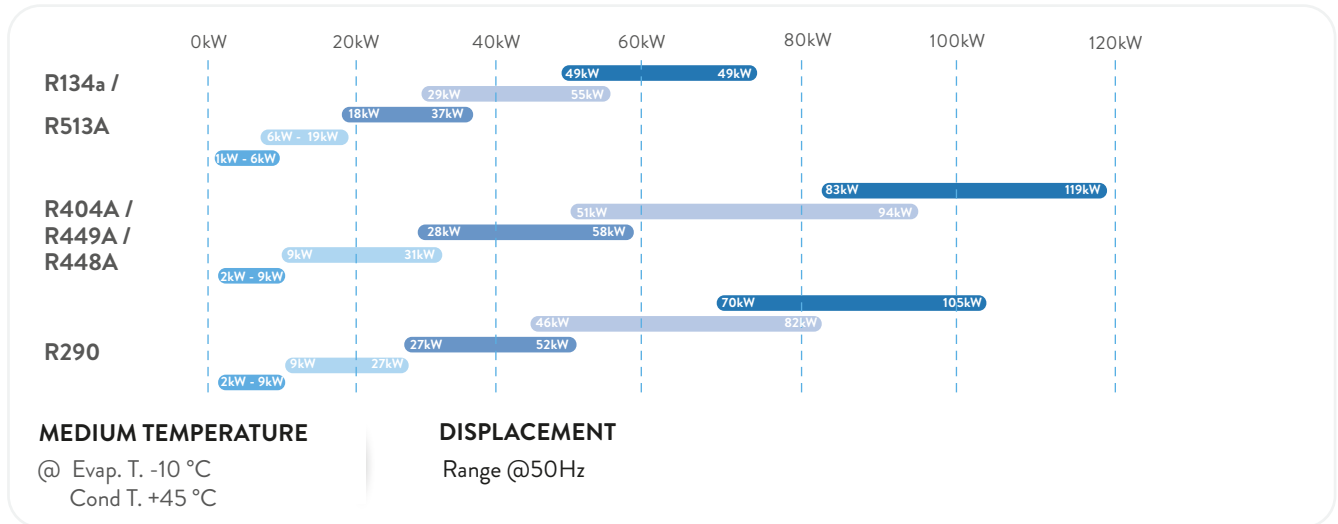 0kW 20kW 40kW 60kW 80kW 100kW 120kW
R134a /
R513A
49kW 49kW
29kW 55kW
18kW 37kW
6kW - 19kW
1kW - 6kW
R404A /
R449A /
R448A
83kW 119kW
51kW 94kW
28kW 58kW
9kW 31kW
2kW - 9kW
R290
70kW 105kW
46kW 82kW
27kW 52kW
9kW 27kW
2kW - 9kW
MEDIUM TEMPERATURE
@ Evap. T. -10 °C
Cond T. +45 °C
DISPLACEMENT
Range @50Hz